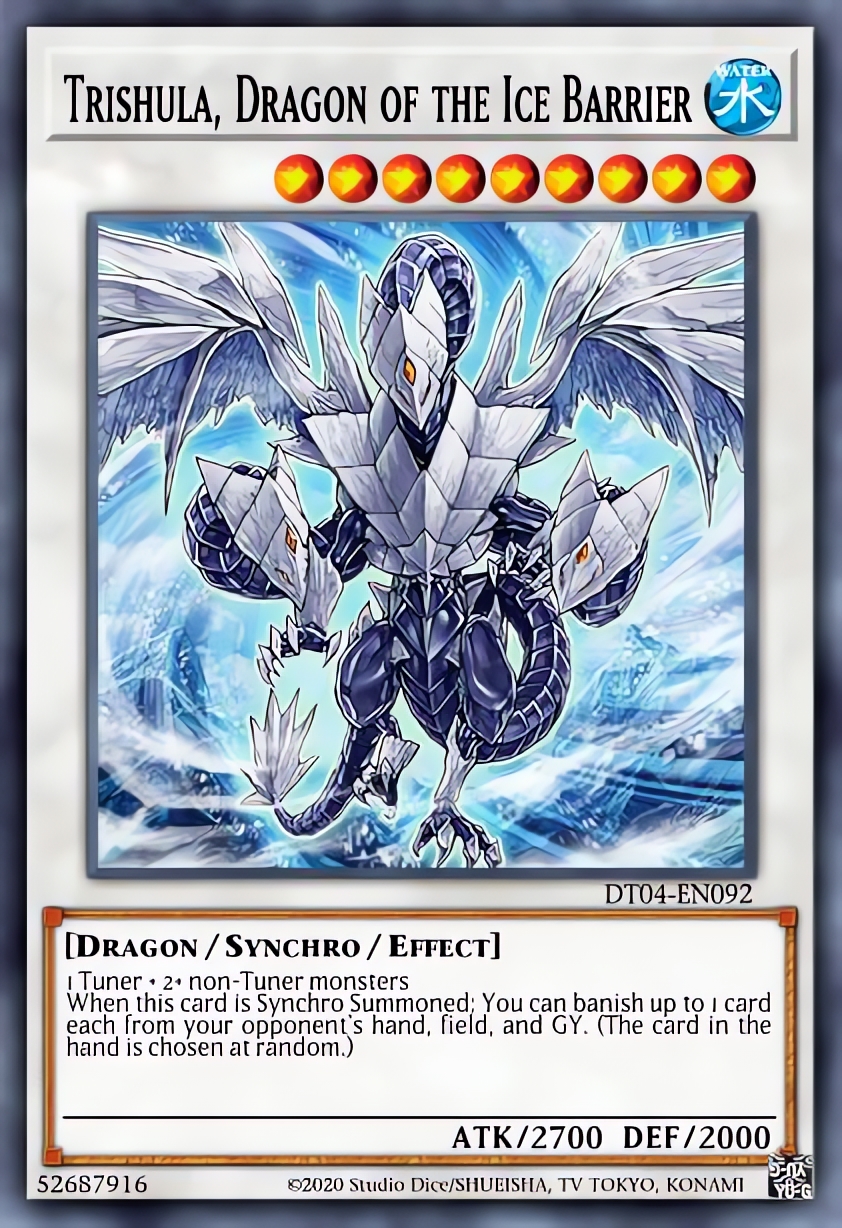 TRISHULA, DRAGON OF THE ICE BARRIER
WATER
水
DT04-EN092
[DRAGON / SYNCHRO / EFFECT]
1 Tuner + 2+ non-Tuner monsters
When this card is Synchro Summoned: You can banish up to 1 card
each from your opponent's hand, field, and GY. (The card in the
hand is chosen at random.)
ATK/2700 DEF/2000
52687916
©2020 Studio Dice/SHUEISHA, TV TOKYO, KONAMI